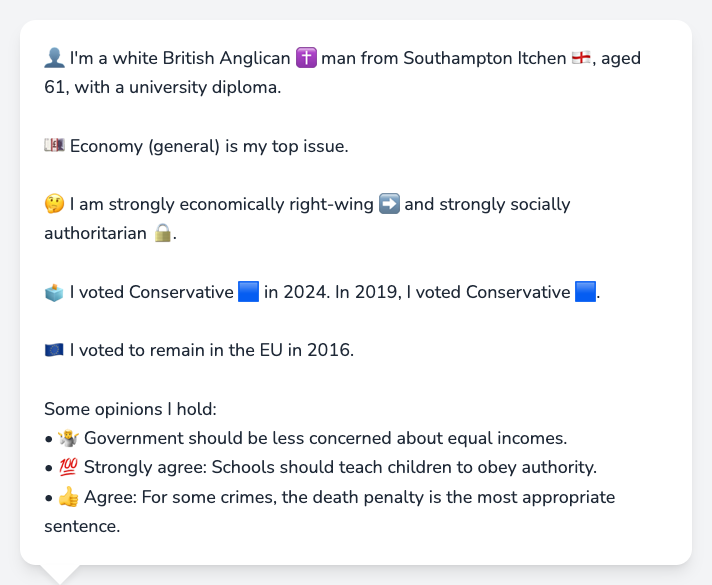 👤 I'm a white British Anglican ✝️ man from Southampton Itchen 🏴󠁧󠁢󠁥󠁮󠁧󠁿, aged
61, with a university diploma.
💷 Economy (general) is my top issue.
🤔 I am strongly economically right-wing ➡️ and strongly socially
authoritarian 🔒.
🗳️ I voted Conservative 🟦 in 2024. In 2019, I voted Conservative 🟦.
🇪🇺 I voted to remain in the EU in 2016.
Some opinions I hold:
• 🤷 Government should be less concerned about equal incomes.
• 💯 Strongly agree: Schools should teach children to obey authority.
• 👍 Agree: For some crimes, the death penalty is the most appropriate
sentence.